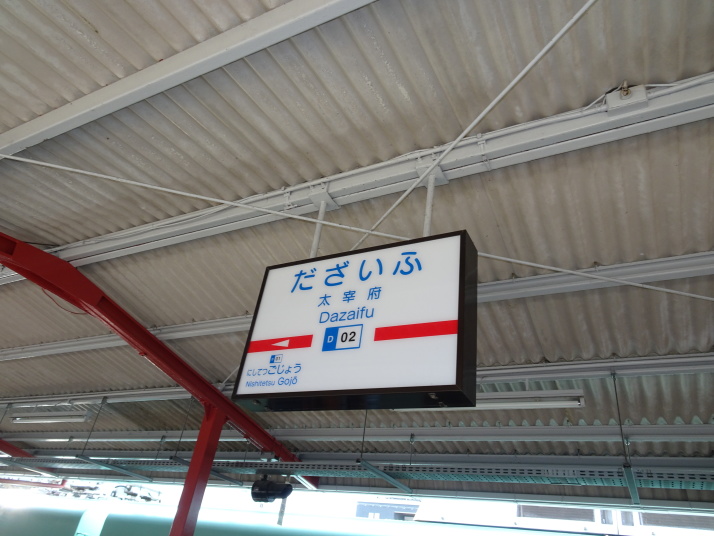 だざいふ
太宰府
Dazaifu
D 02
D 01
にしてつごじょう
Nishitetsu Gojō